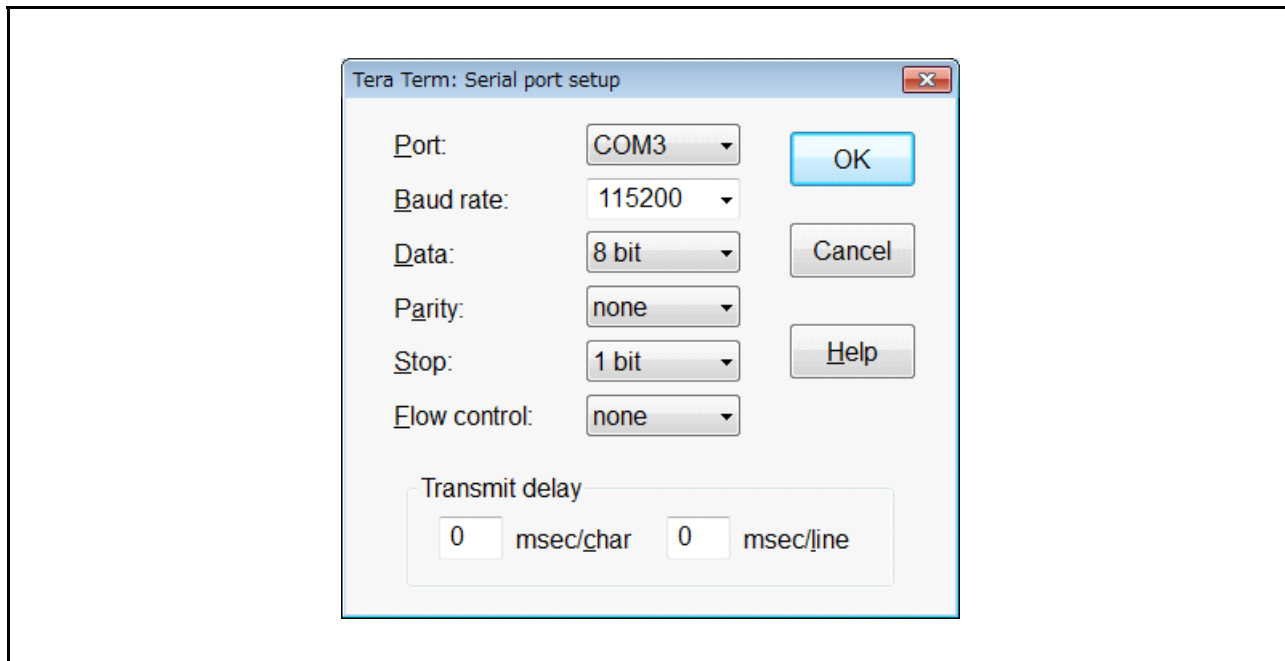 Tera Term: Serial port setup
Port: COM3
OK
Baud rate: 115200
Data: 8 bit
Cancel
Parity: none
Stop: 1 bit
Help
Flow control: none
Transmit delay
0 msec/char 0 msec/line